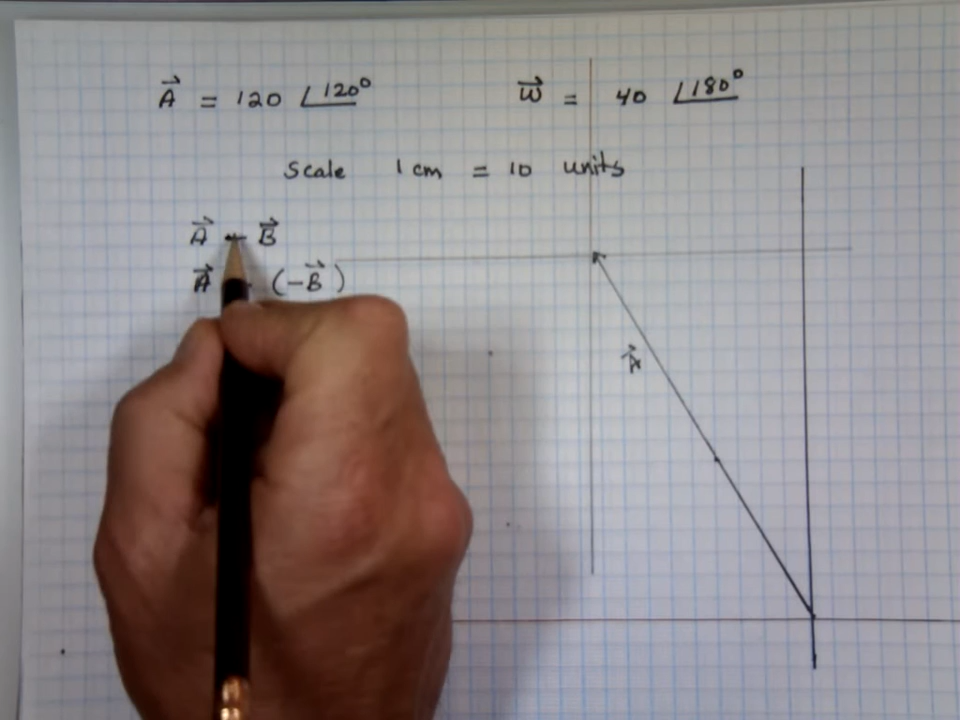 A⃗ = 120 ∠120° W⃗ = 40 ∠180°
Scale 1 cm = 10 units
A⃗ - B⃗
A⃗ (-B⃗)
A⃗